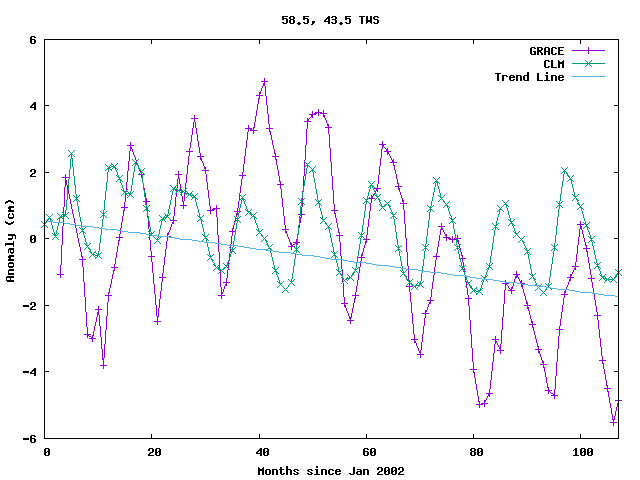 58.5, 43.5 TWS
GRACE
CLM
Trend Line
6
4
2
0
-2
-4
-6
Anomaly (cm)
0 20 40 60 80 100
Months since Jan 2002